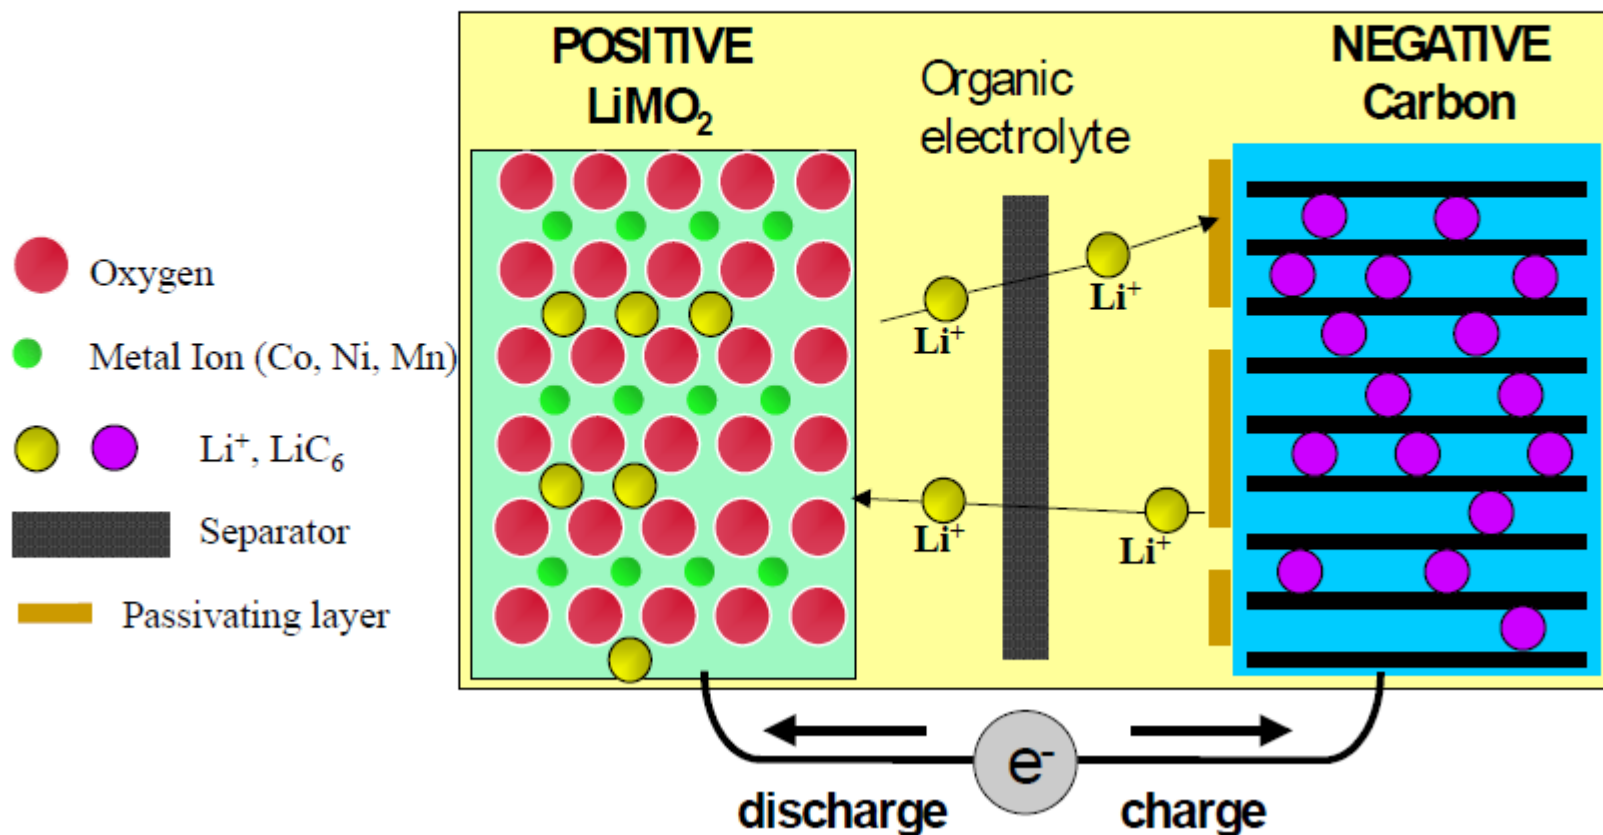 POSITIVE
LiMO₂
Organic
electrolyte
NEGATIVE
Carbon
Oxygen
Metal Ion (Co, Ni, Mn)
Li⁺, LiC₆
Separator
Passivating layer
Li⁺
Li⁺
Li⁺
Li⁺
e⁻
discharge
charge